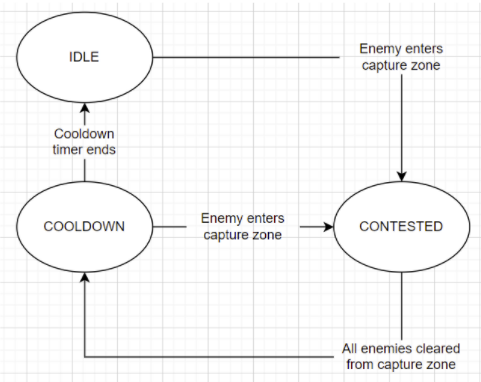 IDLE
Enemy enters
capture zone
Cooldown
timer ends
COOLDOWN
Enemy enters
capture zone
CONTESTED
All enemies cleared
from capture zone